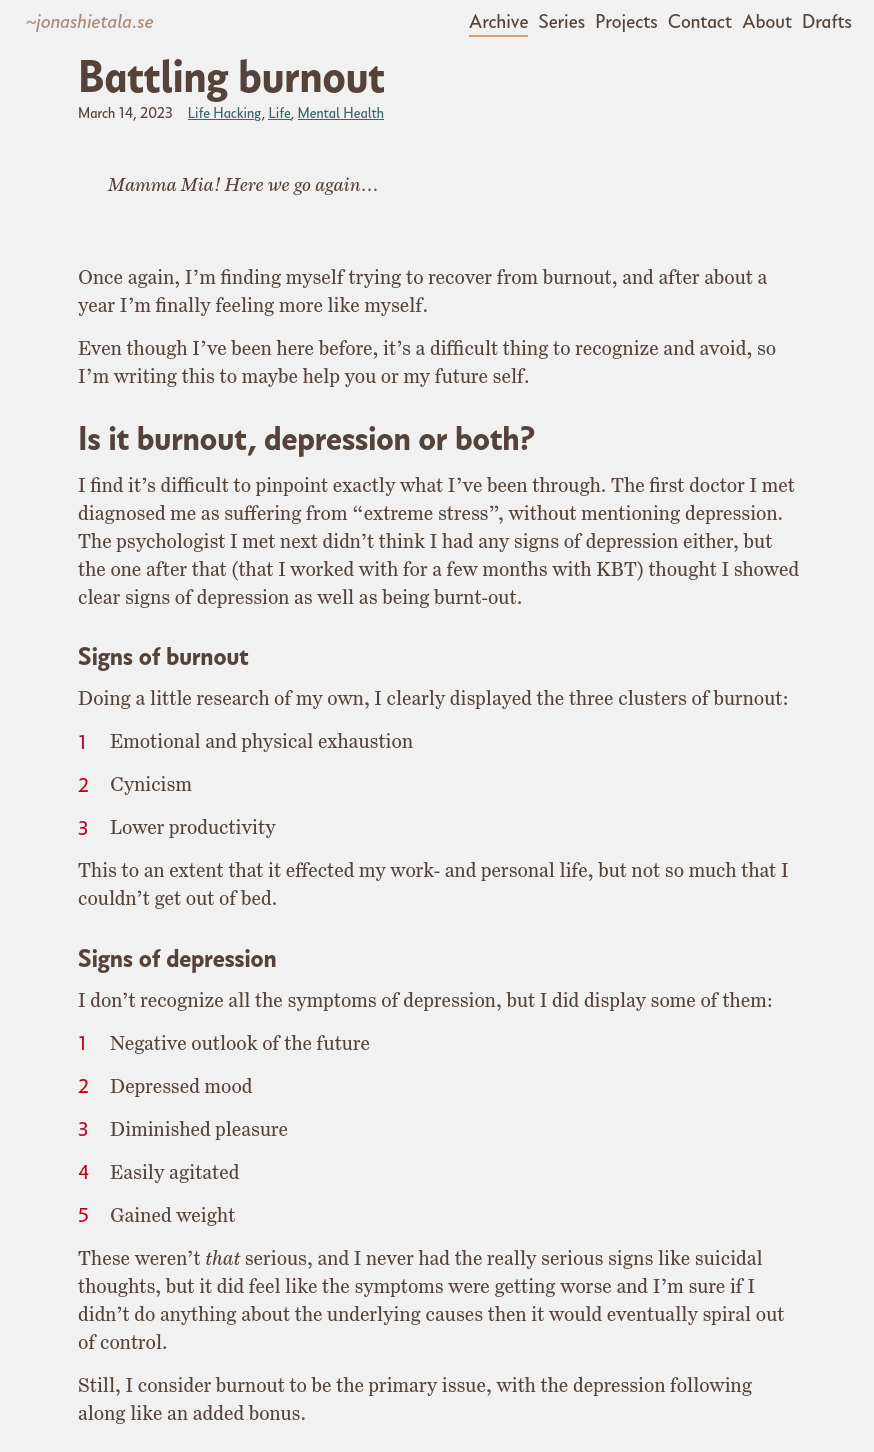 ~jonashietala.se
Archive Series Projects Contact About Drafts
Battling burnout
March 14, 2023 Life Hacking, Life, Mental Health
Mamma Mia! Here we go again…
Once again, I’m finding myself trying to recover from burnout, and after about a
year I’m finally feeling more like myself.
Even though I’ve been here before, it’s a difficult thing to recognize and avoid, so
I’m writing this to maybe help you or my future self.
Is it burnout, depression or both?
I find it’s difficult to pinpoint exactly what I’ve been through. The first doctor I met
diagnosed me as suffering from “extreme stress”, without mentioning depression.
The psychologist I met next didn’t think I had any signs of depression either, but
the one after that (that I worked with for a few months with KBT) thought I showed
clear signs of depression as well as being burnt-out.
Signs of burnout
Doing a little research of my own, I clearly displayed the three clusters of burnout:
1 Emotional and physical exhaustion
2 Cynicism
3 Lower productivity
This to an extent that it effected my work- and personal life, but not so much that I
couldn’t get out of bed.
Signs of depression
I don’t recognize all the symptoms of depression, but I did display some of them:
1 Negative outlook of the future
2 Depressed mood
3 Diminished pleasure
4 Easily agitated
5 Gained weight
These weren’t that serious, and I never had the really serious signs like suicidal
thoughts, but it did feel like the symptoms were getting worse and I’m sure if I
didn’t do anything about the underlying causes then it would eventually spiral out
of control.
Still, I consider burnout to be the primary issue, with the depression following
along like an added bonus.